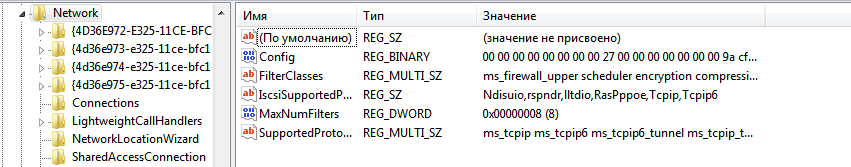 Network
{4D36E972-E325-11CE-BFC
{4d36e973-e325-11ce-bfc1
{4d36e974-e325-11ce-bfc1
{4d36e975-e325-11ce-bfc1
Connections
LightweightCallHandlers
NetworkLocationWizard
SharedAccessConnection
Имя Тип Значение
(По умолчанию) REG_SZ (значение не присвоено)
Config REG_BINARY 00 00 00 00 00 00 00 27 00 00 00 00 00 00 00 9a cf...
FilterClasses REG_MULTI_SZ ms_firewall_upper scheduler encryption compressi...
IscsiSupportedP... REG_SZ Ndisuio,rspndr,lltdio,RasPppoe,Tcpip,Tcpip6
MaxNumFilters REG_DWORD 0x00000008 (8)
SupportedProto... REG_MULTI_SZ ms_tcpip ms_tcpip6 ms_tcpip6_tunnel ms_tcpip_t...